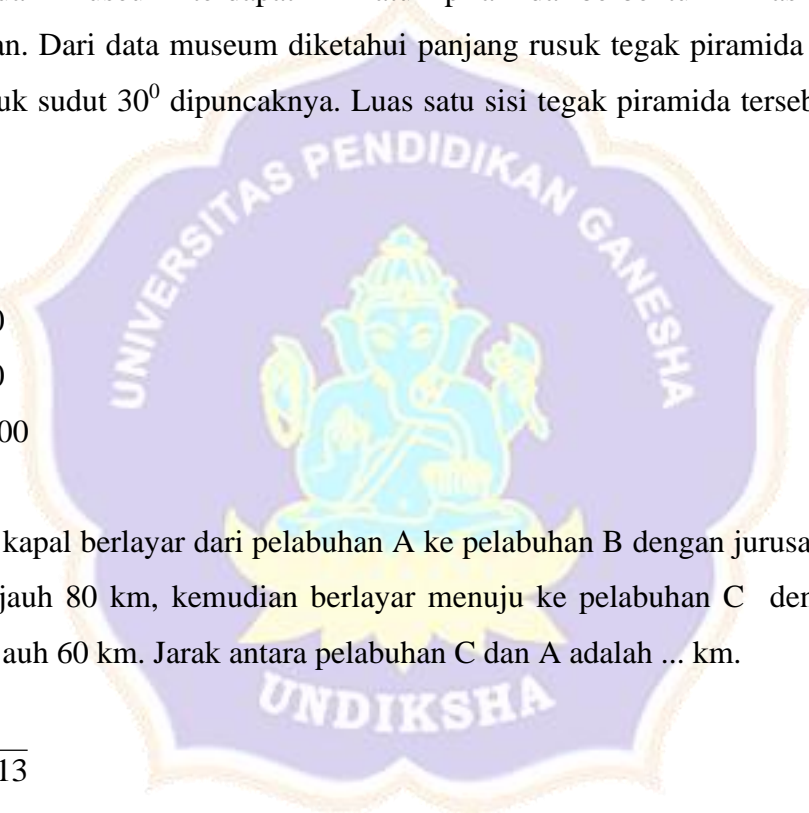 an. Dari data museum diketahui panjang rusuk tegak piramida
uk sudut 30⁰ dipuncaknya. Luas satu sisi tegak piramida terseb
UNIVERSITAS PENDIDIKAN GANESHA
0
0
00
kapal berlayar dari pelabuhan A ke pelabuhan B dengan jurusa
jauh 80 km, kemudian berlayar menuju ke pelabuhan C den
auh 60 km. Jarak antara pelabuhan C dan A adalah ... km.
UNDIKSHA
13